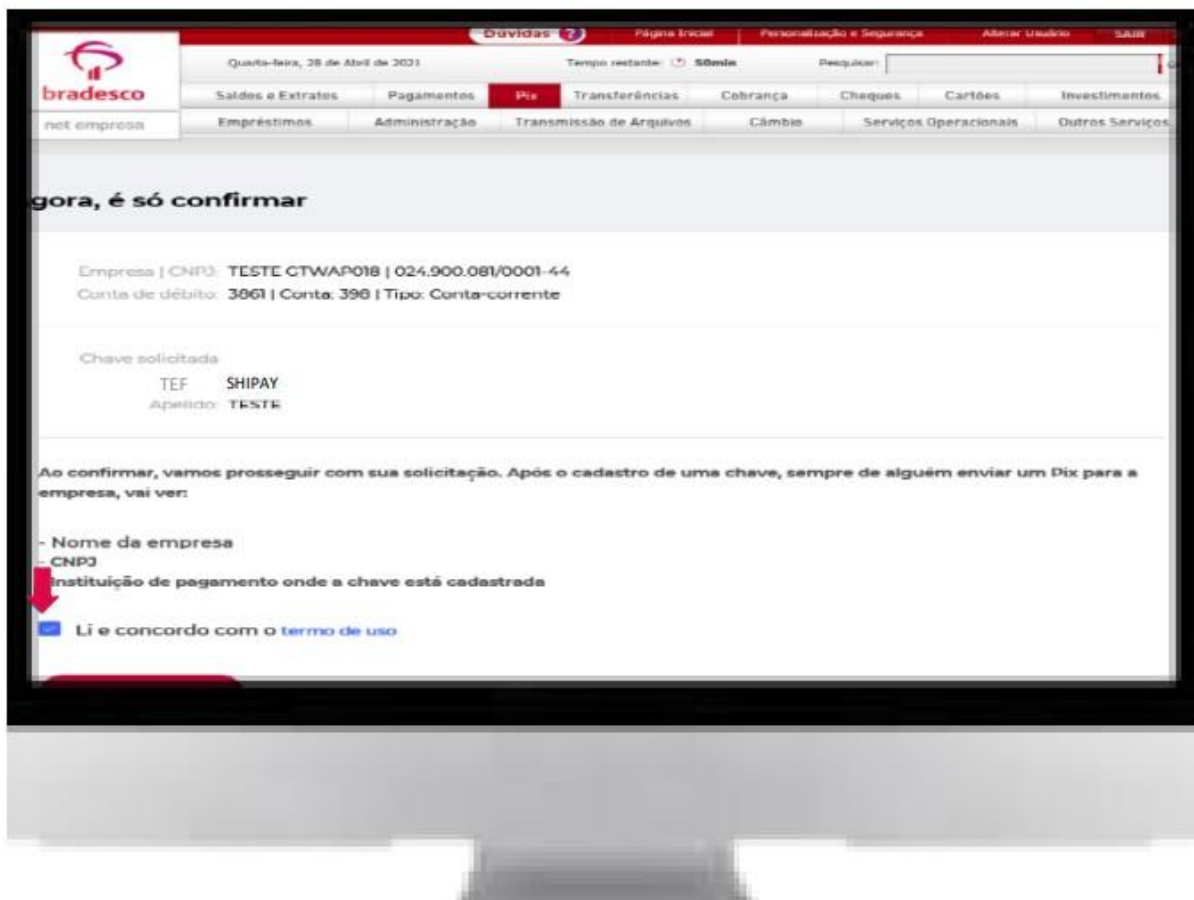 Dúvidas ? Página Inicial Personalização e Segurança Alterar Usuário SAIR
Quarta-feira, 28 de Abril de 2021 Tempo restante: 50min Pesquisar:
bradesco
Saldos e Extratos Pagamentos Pix Transferências Cobrança Cheques Cartões Investimentos
net empresa
Empréstimos Administração Transmissão de Arquivos Câmbio Serviços Operacionais Outros Serviços
gora, é só confirmar
Empresa | CNPJ: TESTE GTWAP018 | 024.900.081/0001-44
Conta de débito: 3861 | Conta: 398 | Tipo: Conta-corrente
Chave solicitada
TEF SHIPAY
Apelido: TESTE
Ao confirmar, vamos prosseguir com sua solicitação. Após o cadastro de uma chave, sempre de alguém enviar um Pix para a
empresa, vai ver:
- Nome da empresa
- CNPJ
Instituição de pagamento onde a chave está cadastrada
Li e concordo com o termo de uso